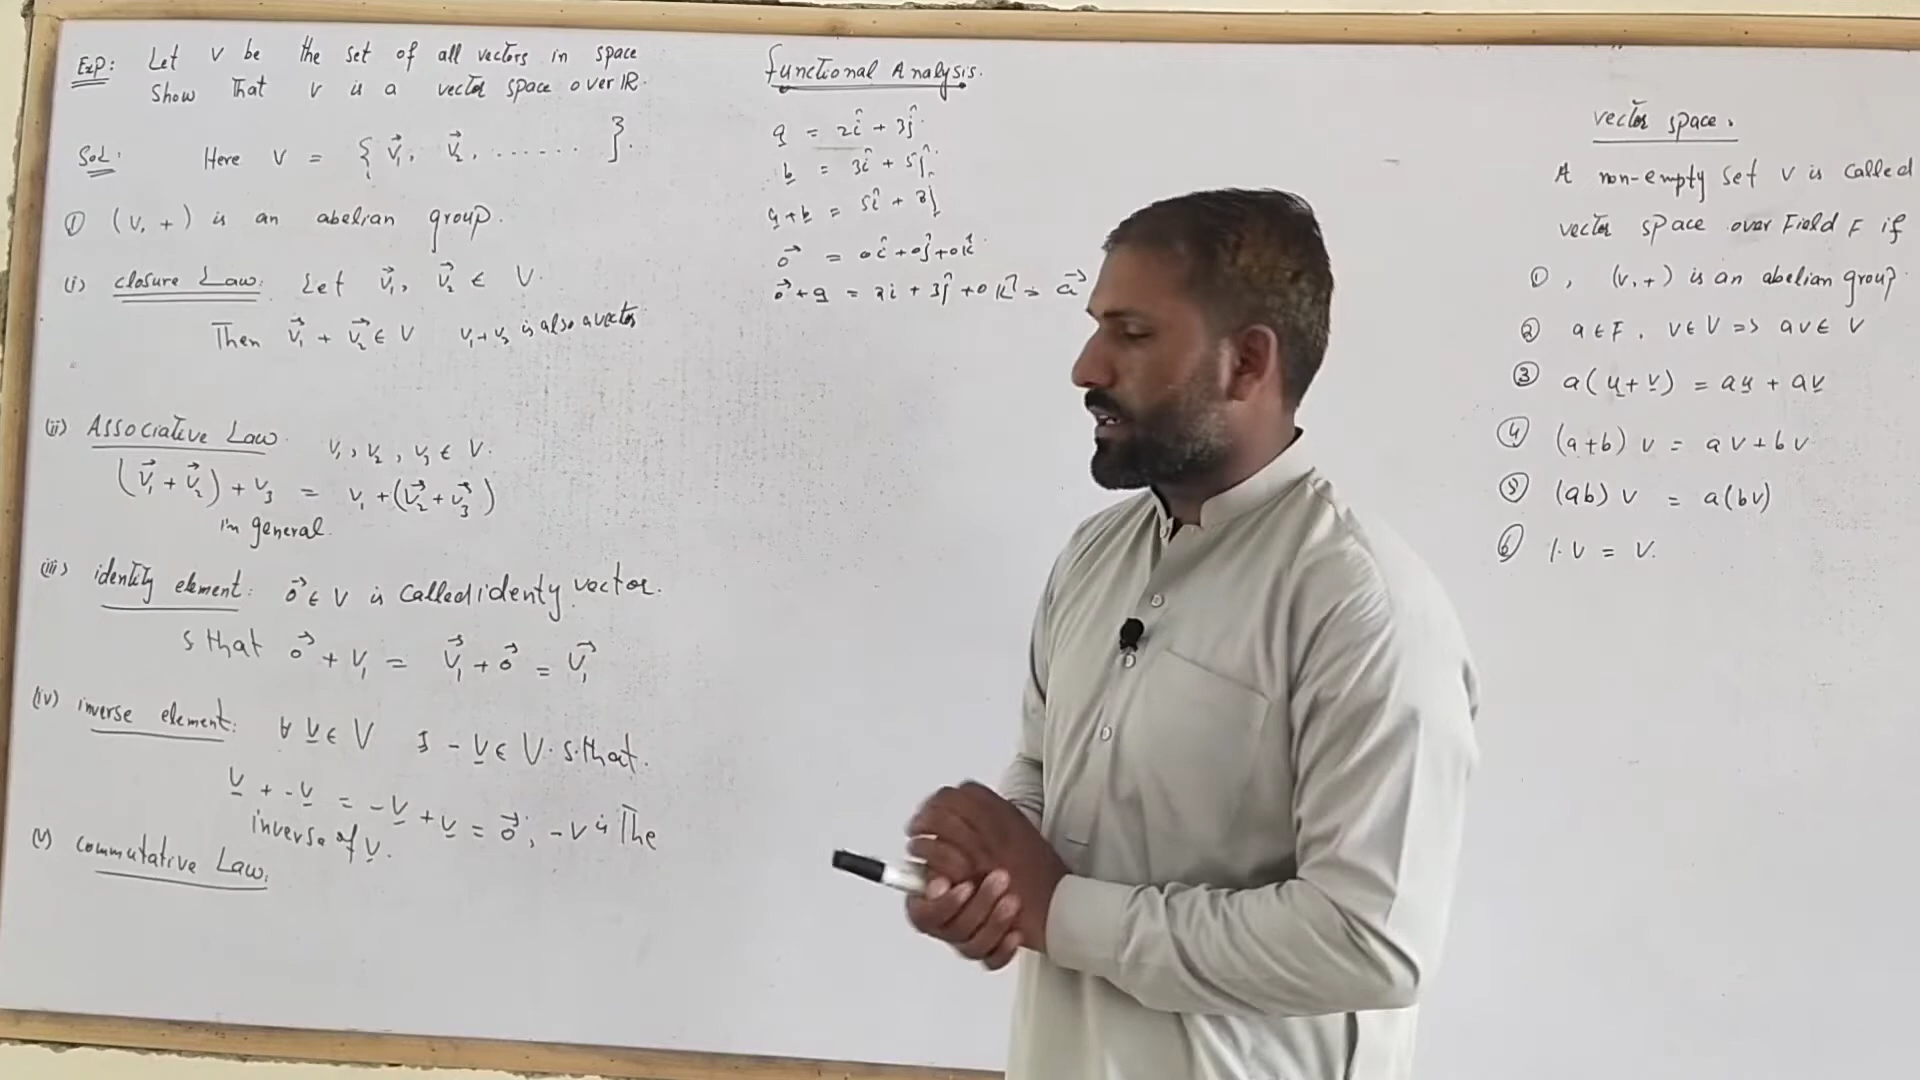 Exp: Let V be the set of all vectors in space
Show That V is a vector space over IR.
Sol: Here V = { v⃗₁, v⃗₂, ....... }.
① (V, +) is an abelian group.
(i) closure Law: Let v⃗₁, v⃗₂ ∈ V.
Then v⃗₁ + v⃗₂ ∈ V v₁+v₂ is also a vector
(ii) Associative Law. v₁, v₂, v₃ ∈ V.
(v⃗₁ + v⃗₂) + v₃ = v₁ + (v⃗₂ + v⃗₃)
in general.
(iii) identity element: o⃗ ∈ V is called identy vector.
s that o⃗ + v₁ = v⃗₁ + o⃗ = v⃗₁
(iv) inverse element: ∀ v ∈ V ∃ -v ∈ V. s.that.
v + -v = -v + v = o⃗; -v is The
inverse of v.
(v) commutative Law.
functional Analysis.
a = 2î + 3ĵ
b = 3î + 5ĵ
a+b = 5î + 8ĵ
o⃗ = 0î + 0ĵ + 0k̂
o⃗ + a = 2i + 3ĵ + 0k̂ = a⃗
vector space.
A non-empty set V is called
vector space over Field F if
①, (V, +) is an abelian group.
② a ∈ F, v ∈ V => av ∈ V
③ a(u + v) = au + av
④ (a+b) v = av + bv
⑤ (ab) v = a(bv)
⑥ 1.v = v.